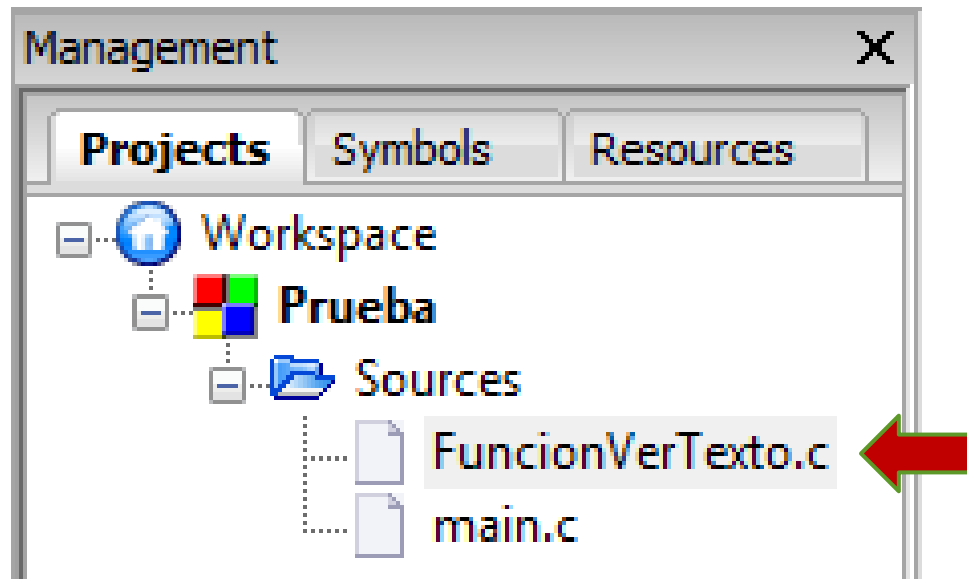 Management
Projects Symbols Resources
Workspace
Prueba
Sources
FuncionVerTexto.c
main.c